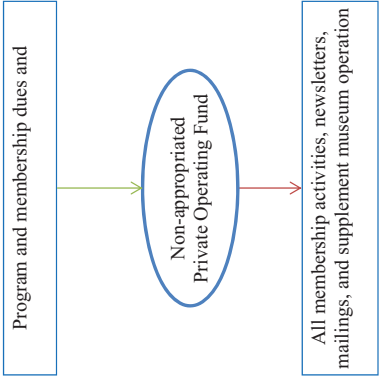 Program and membership dues and
Non-appropriated
Private Operating Fund
All membership activities, newsletters,
mailings, and supplement museum operation